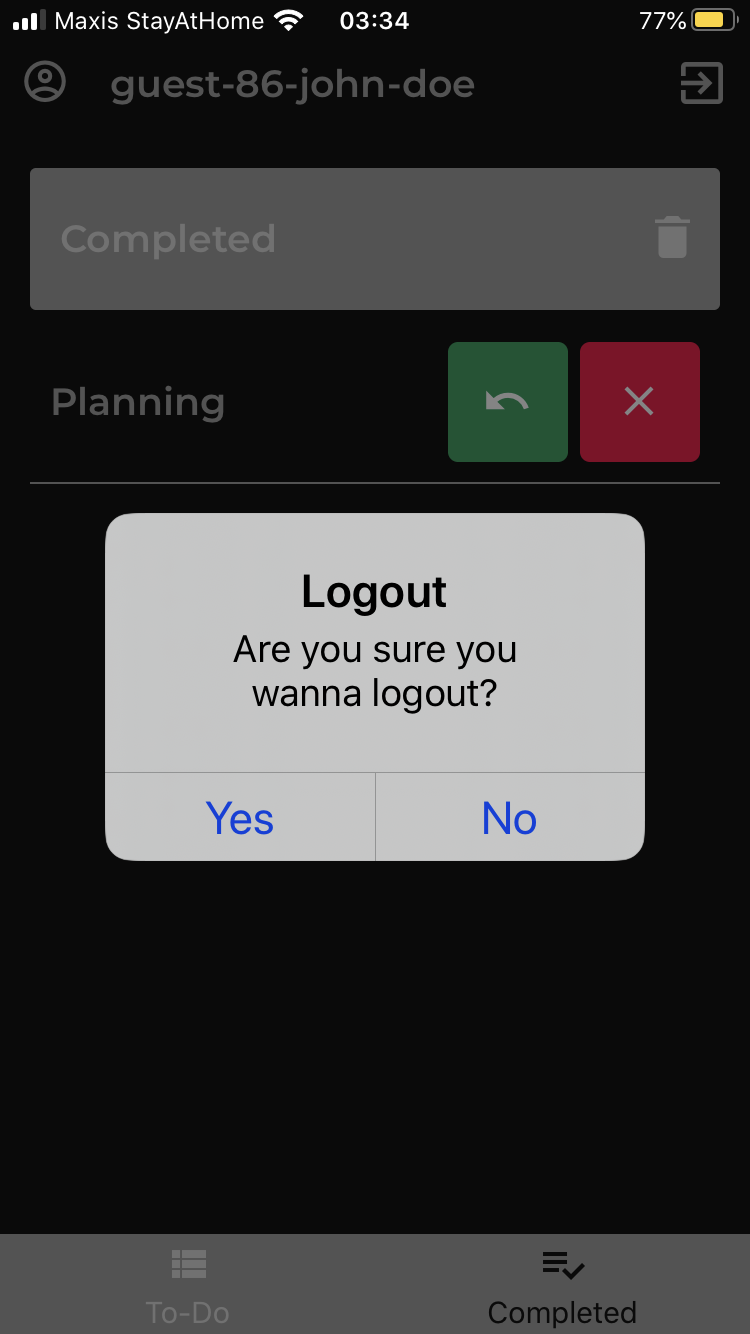 Maxis StayAtHome 03:34 77%
guest-86-john-doe
Completed
Planning
Logout
Are you sure you
wanna logout?
Yes No
To-Do Completed